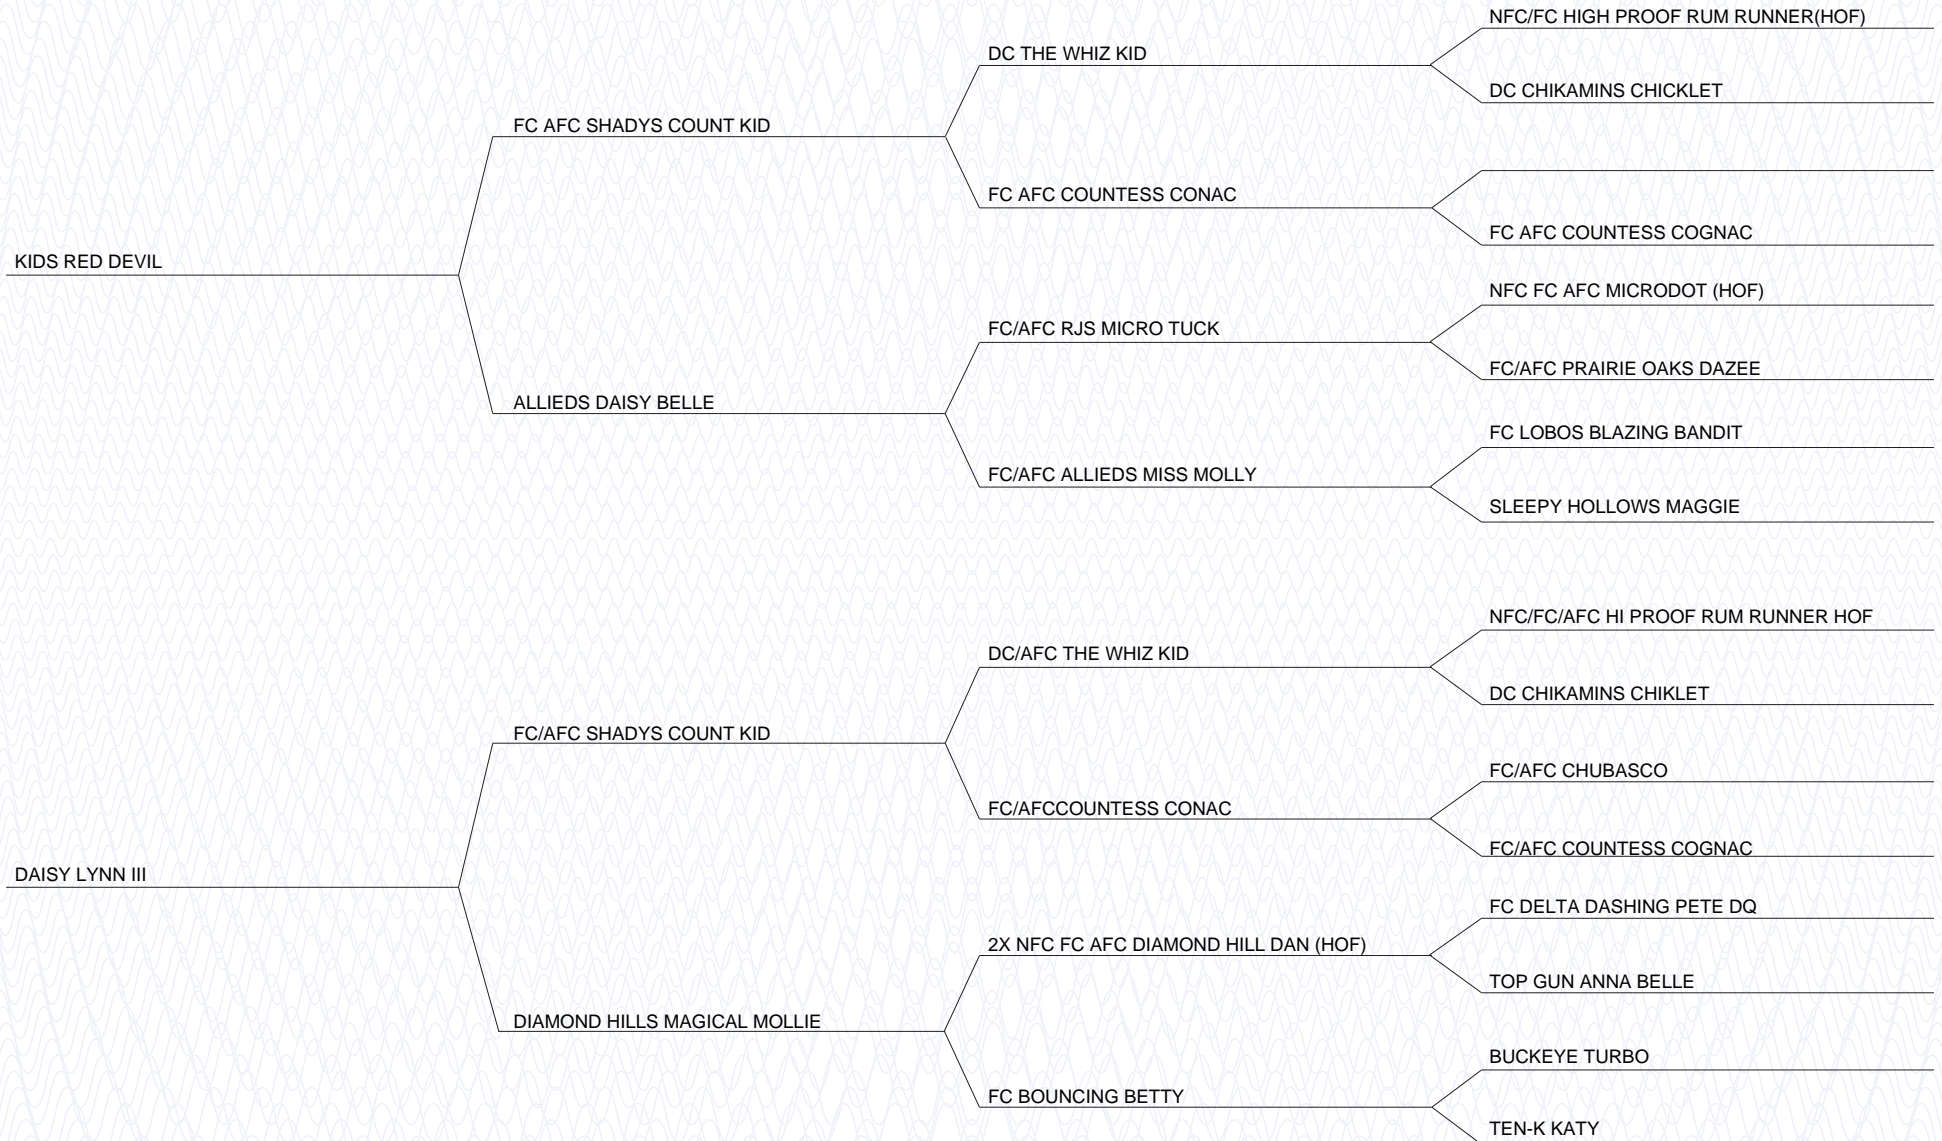 NFC/FC HIGH PROOF RUM RUNNER(HOF)
DC THE WHIZ KID
DC CHIKAMINS CHICKLET
FC AFC SHADYS COUNT KID
FC AFC COUNTESS CONAC
FC AFC COUNTESS COGNAC
KIDS RED DEVIL
NFC FC AFC MICRODOT (HOF)
FC/AFC RJS MICRO TUCK
FC/AFC PRAIRIE OAKS DAZEE
ALLIEDS DAISY BELLE
FC LOBOS BLAZING BANDIT
FC/AFC ALLIEDS MISS MOLLY
SLEEPY HOLLOWS MAGGIE
NFC/FC/AFC HI PROOF RUM RUNNER HOF
DC/AFC THE WHIZ KID
DC CHIKAMINS CHIKLET
FC/AFC SHADYS COUNT KID
FC/AFC CHUBASCO
FC/AFCCOUNTESS CONAC
FC/AFC COUNTESS COGNAC
DAISY LYNN III
FC DELTA DASHING PETE DQ
2X NFC FC AFC DIAMOND HILL DAN (HOF)
TOP GUN ANNA BELLE
DIAMOND HILLS MAGICAL MOLLIE
BUCKEYE TURBO
FC BOUNCING BETTY
TEN-K KATY